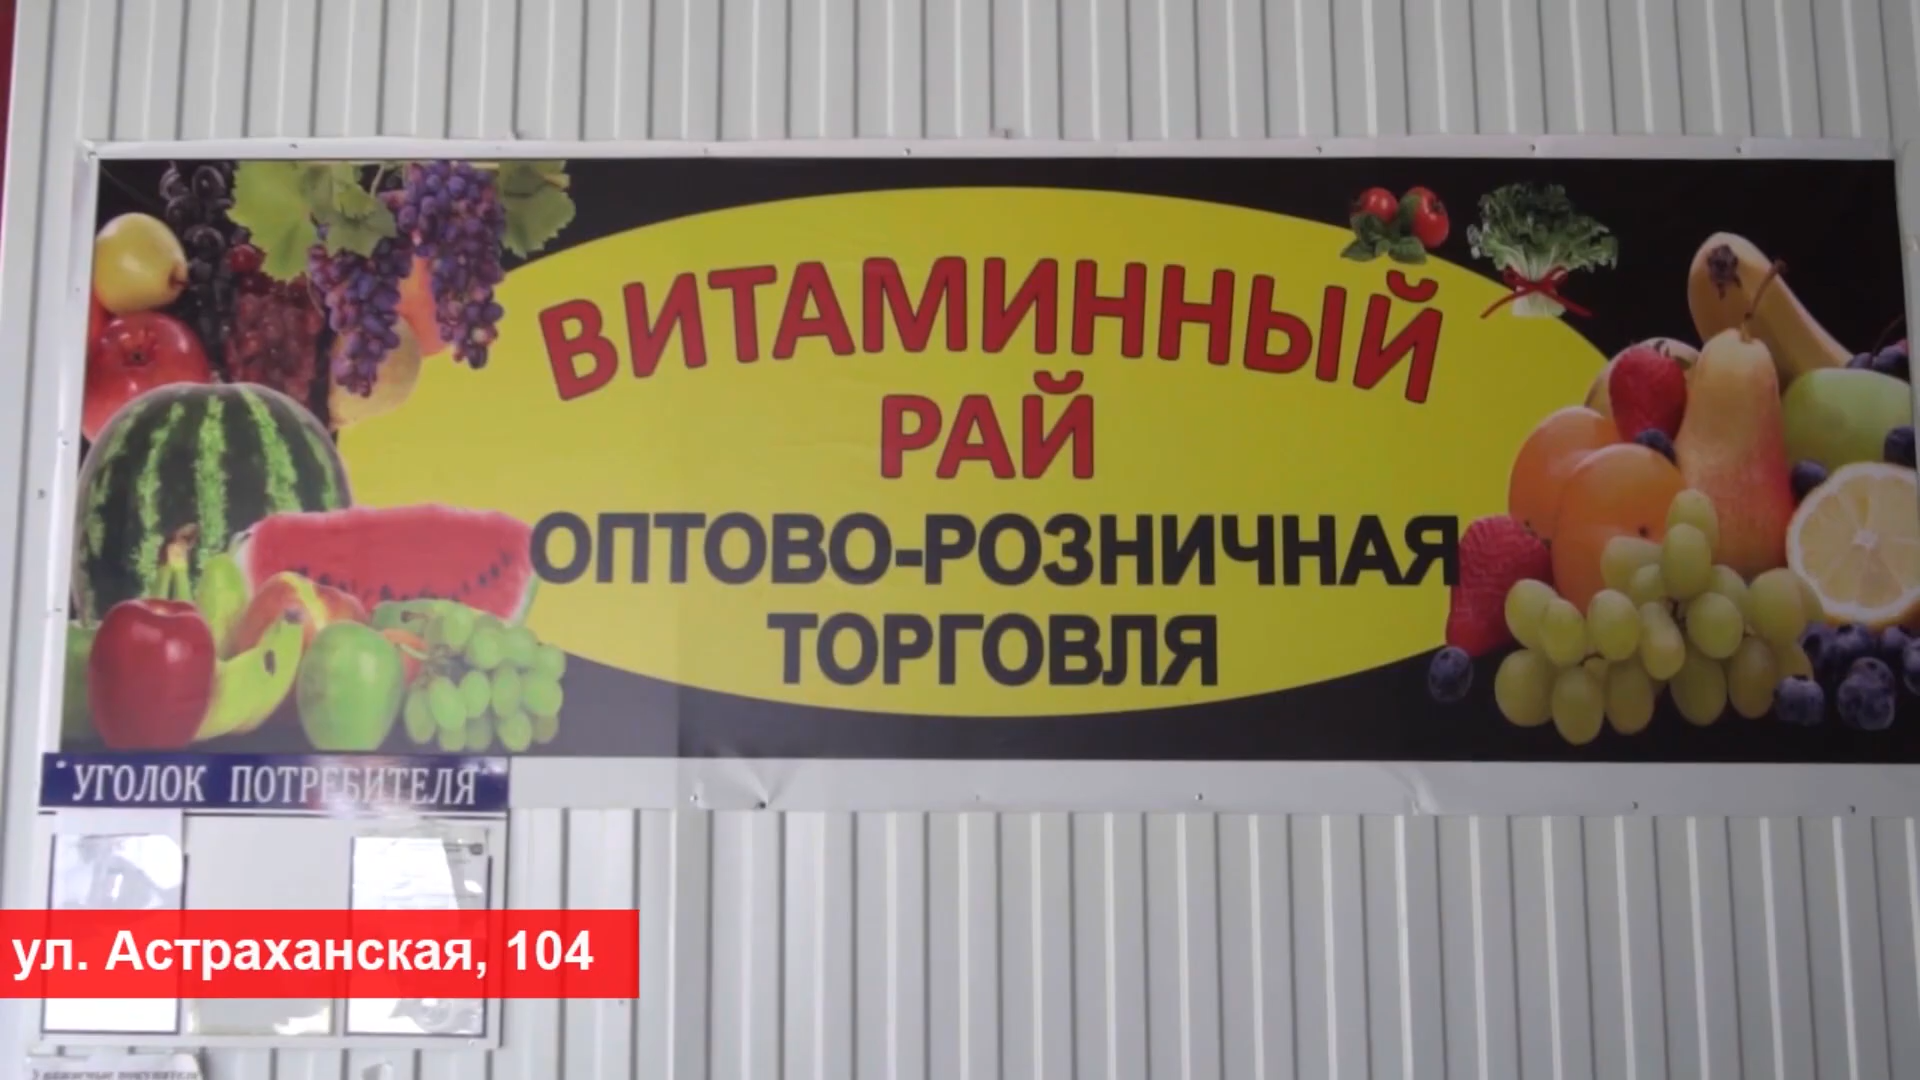 ВИТАМИННЫЙ
РАЙ
ОПТОВО-РОЗНИЧНАЯ
ТОРГОВЛЯ
"УГОЛОК ПОТРЕБИТЕЛЯ"
ул. Астраханская, 104